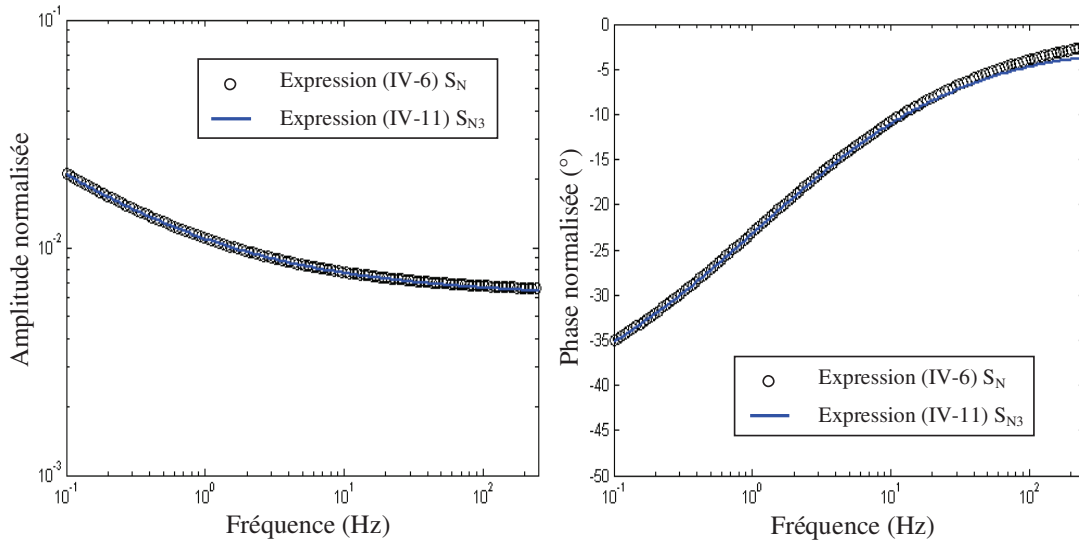 10^-1
Expression (IV-6) S_N
Expression (IV-11) S_N3
Amplitude normalisée
10^-2
10^-3
10^-1
10^0
10^1
10^2
Fréquence (Hz)
0
-5
-10
-15
-20
-25
-30
-35
-40
-45
-50
Phase normalisée (°)
Expression (IV-6) S_N
Expression (IV-11) S_N3
10^-1
10^0
10^1
10^2
Fréquence (Hz)